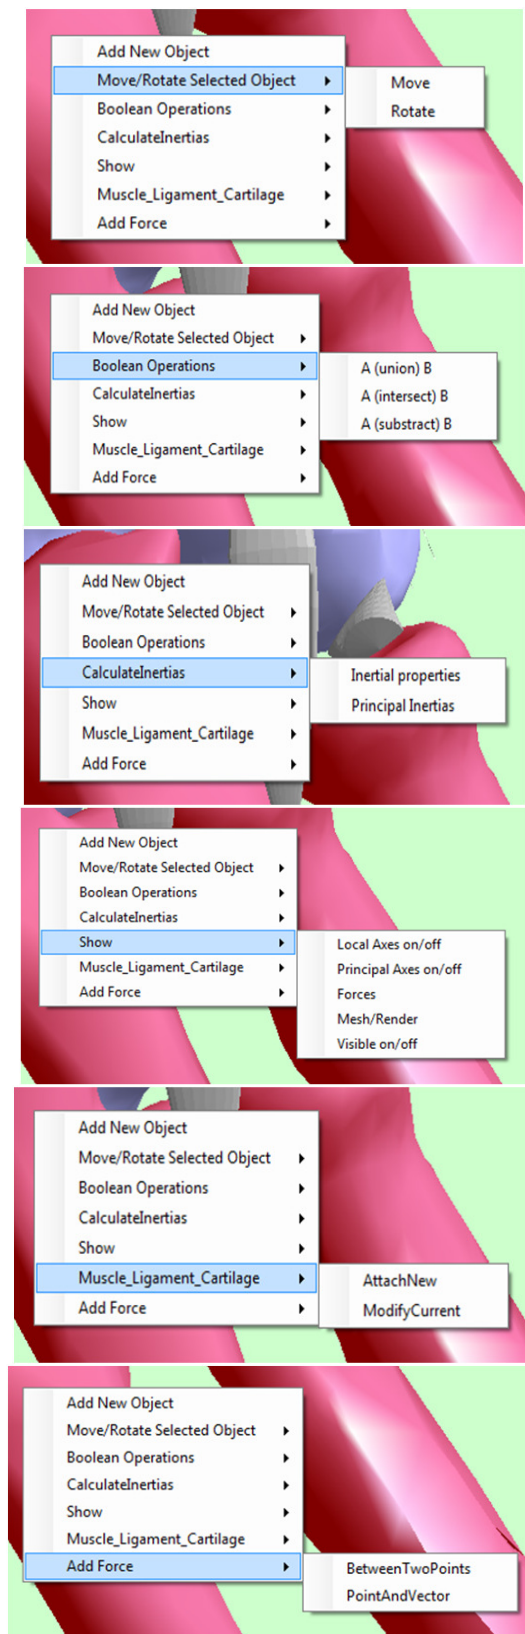 Add New Object
Move/Rotate Selected Object
Boolean Operations
CalculateInertias
Show
Muscle_Ligament_Cartilage
Add Force
Move
Rotate
Add New Object
Move/Rotate Selected Object
Boolean Operations
CalculateInertias
Show
Muscle_Ligament_Cartilage
Add Force
A (union) B
A (intersect) B
A (substract) B
Add New Object
Move/Rotate Selected Object
Boolean Operations
CalculateInertias
Show
Muscle_Ligament_Cartilage
Add Force
Inertial properties
Principal Inertias
Add New Object
Move/Rotate Selected Object
Boolean Operations
CalculateInertias
Show
Muscle_Ligament_Cartilage
Add Force
Local Axes on/off
Principal Axes on/off
Forces
Mesh/Render
Visible on/off
Add New Object
Move/Rotate Selected Object
Boolean Operations
CalculateInertias
Show
Muscle_Ligament_Cartilage
Add Force
AttachNew
ModifyCurrent
Add New Object
Move/Rotate Selected Object
Boolean Operations
CalculateInertias
Show
Muscle_Ligament_Cartilage
Add Force
BetweenTwoPoints
PointAndVector